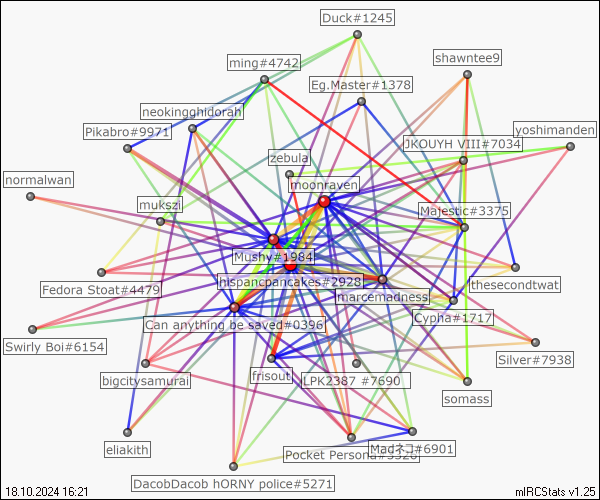 Duck#1245
shawntee9
ming#4742
Eg.Master#1378
neokingghidorah
Pikabro#9971
yoshimanden
JKOUYH VIII#7034
zebula
normalwan
moonraven
mukszi
Majestic#3375
Mushy#1984
hispancpancakes#2928
thesecondtwat
Fedora Stoat#4479
marcemadness
Cypha#1717
Can anything be saved#0396
Swirly Boi#6154
Silver#7938
bigcitysamurai
frisout
LPK2387 #7690
somass
eliakith
Madネコ#6901
Pocket Persona
DacobDacob hORNY police#5271
18.10.2024 16:21
mIRCStats v1.25